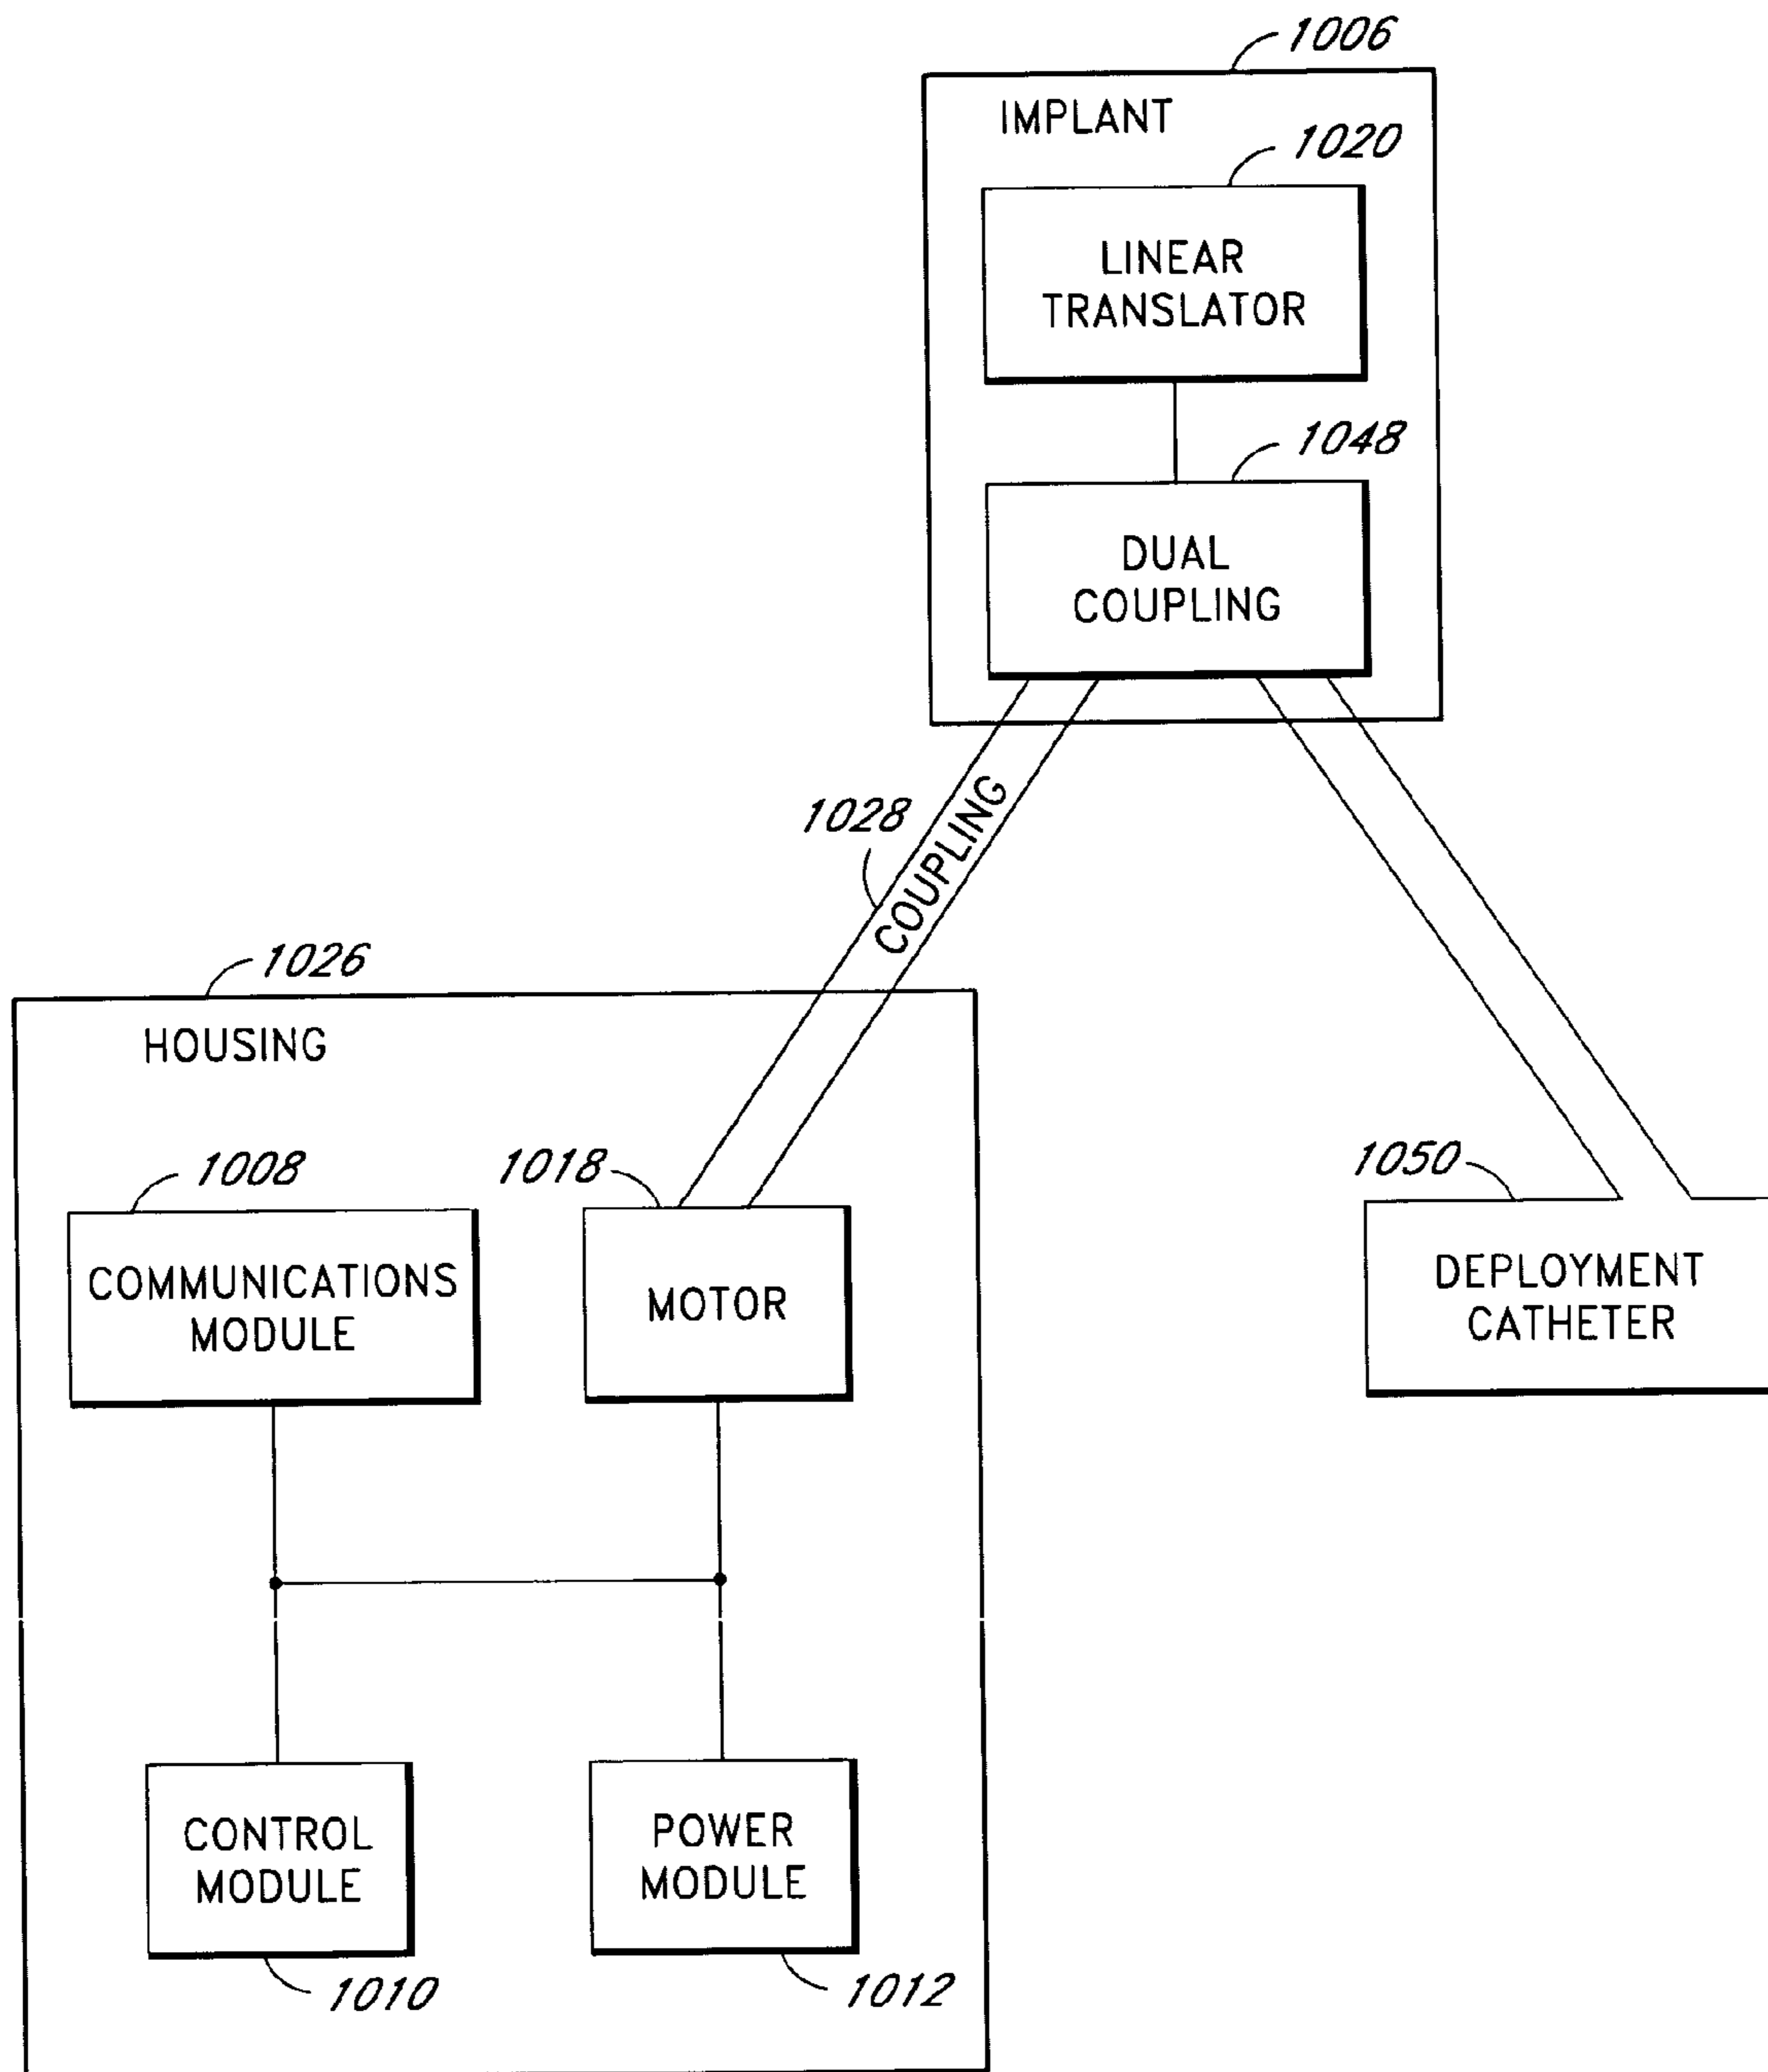 1006
IMPLANT
1020
LINEAR
TRANSLATOR
1048
DUAL
COUPLING
1028
COUPLING
1026
HOUSING
1008
COMMUNICATIONS
MODULE
1018
MOTOR
1050
DEPLOYMENT
CATHETER
CONTROL
MODULE
1010
POWER
MODULE
1012